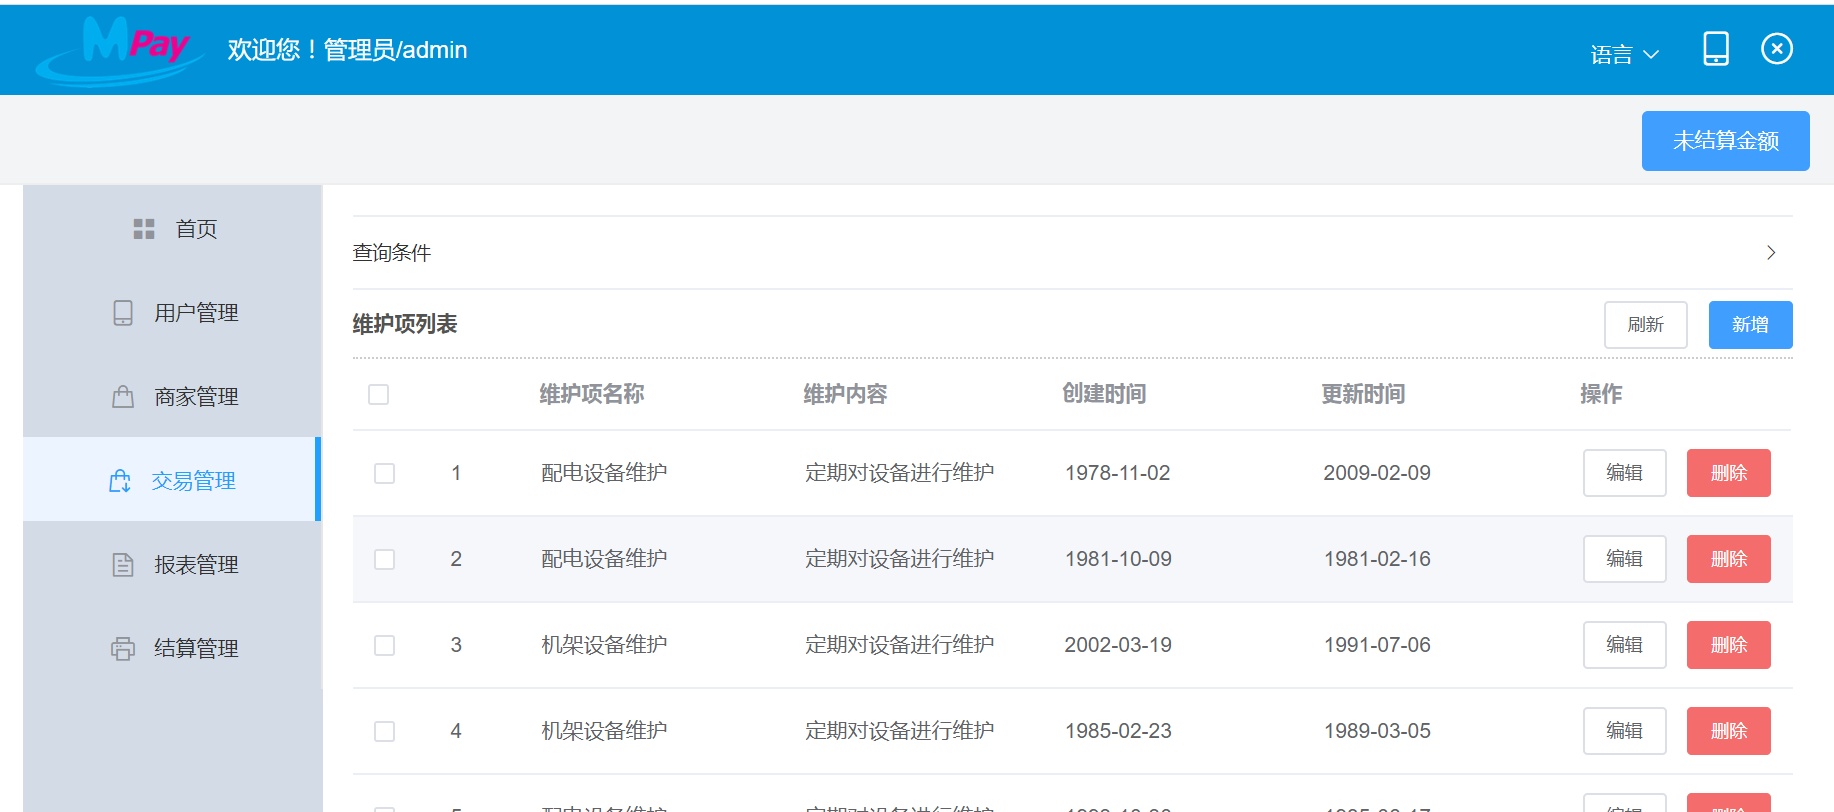 MPay
欢迎您！管理员/admin
语言
未结算金额
首页
用户管理
商家管理
交易管理
报表管理
结算管理
查询条件
维护项列表
刷新
新增
维护项名称 维护内容 创建时间 更新时间 操作
1 配电设备维护 定期对设备进行维护 1978-11-02 2009-02-09 编辑 删除
2 配电设备维护 定期对设备进行维护 1981-10-09 1981-02-16 编辑 删除
3 机架设备维护 定期对设备进行维护 2002-03-19 1991-07-06 编辑 删除
4 机架设备维护 定期对设备进行维护 1985-02-23 1989-03-05 编辑 删除